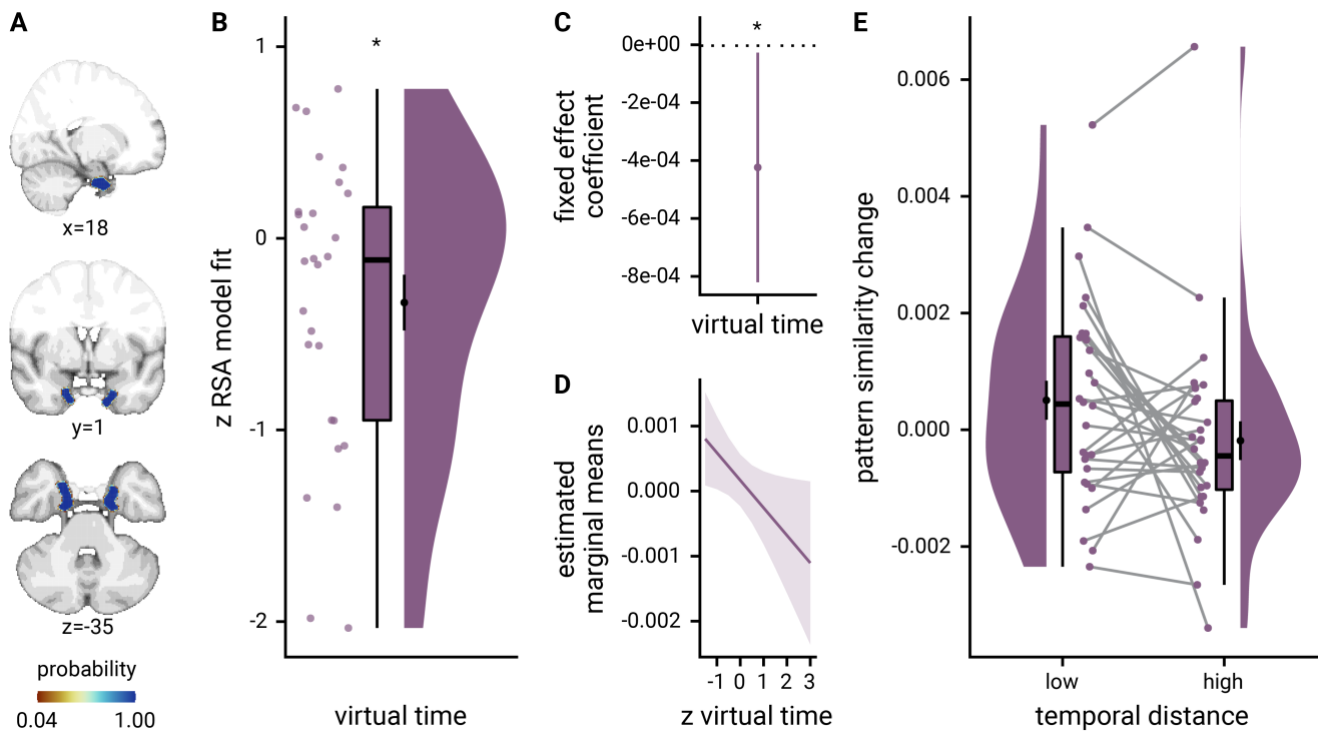 A
x=18
y=1
z=-35
probability
0.04 1.00
B
z RSA model fit
1
0
-1
-2
*
virtual time
C
fixed effect
coefficient
0e+00
-2e-04
-4e-04
-6e-04
-8e-04
*
virtual time
D
estimated
marginal means
0.001
0.000
-0.001
-0.002
-1 0 1 2 3
z virtual time
E
pattern similarity change
0.006
0.004
0.002
0.000
-0.002
low high
temporal distance